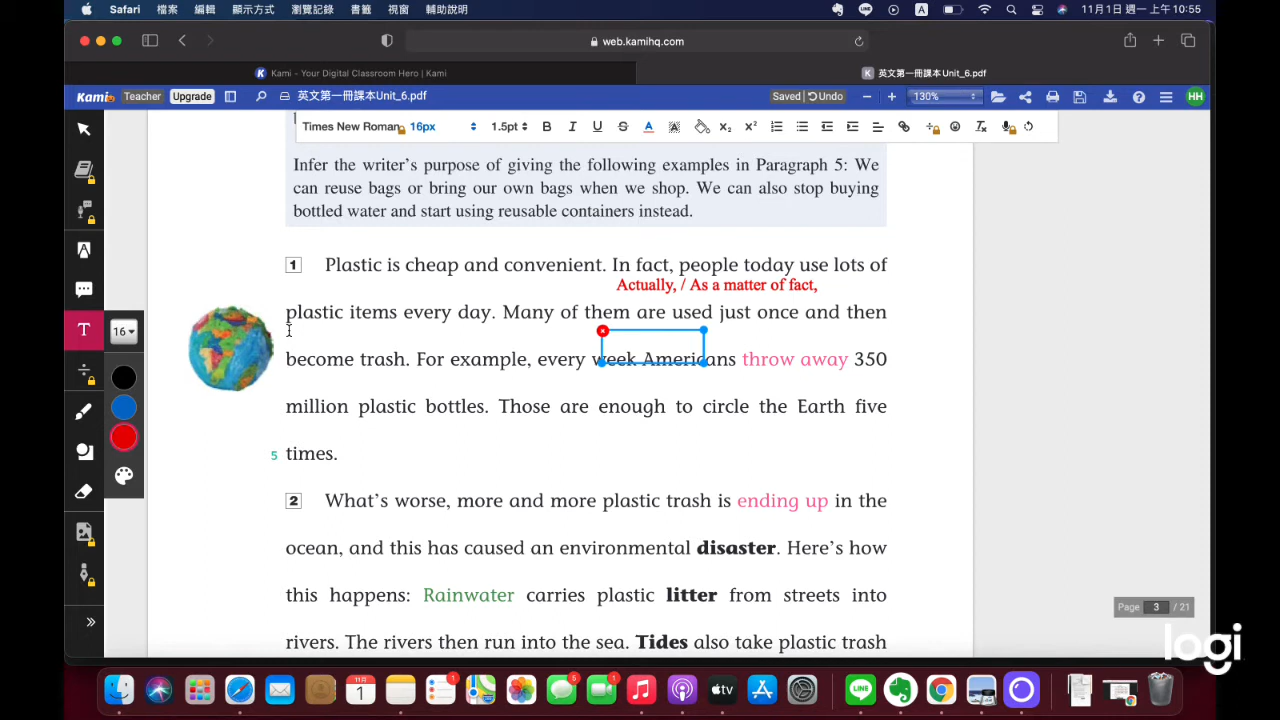 Safari 檔案 編輯 顯示方式 瀏覽記錄 書籤 視窗 輔助說明 A 11月1日 週一 上午 10:55
web.kamihq.com
Kami - Your Digital Classroom Hero | Kami
英文第一冊課本Unit_6.pdf
Kami Teacher Upgrade 英文第一冊課本Unit_6.pdf Saved Undo 130% HH
Times New Roman 16px 1.5pt B I U S A
Infer the writer's purpose of giving the following examples in Paragraph 5: We
can reuse bags or bring our own bags when we shop. We can also stop buying
bottled water and start using reusable containers instead.
1 Plastic is cheap and convenient. In fact, people today use lots of
Actually, / As a matter of fact,
plastic items every day. Many of them are used just once and then
become trash. For example, every week Americans throw away 350
million plastic bottles. Those are enough to circle the Earth five
5 times.
2 What's worse, more and more plastic trash is ending up in the
ocean, and this has caused an environmental disaster. Here's how
this happens: Rainwater carries plastic litter from streets into
rivers. The rivers then run into the sea. Tides also take plastic trash
T 16
Page 3 / 21
logi
11月
1
1
5
1
tv